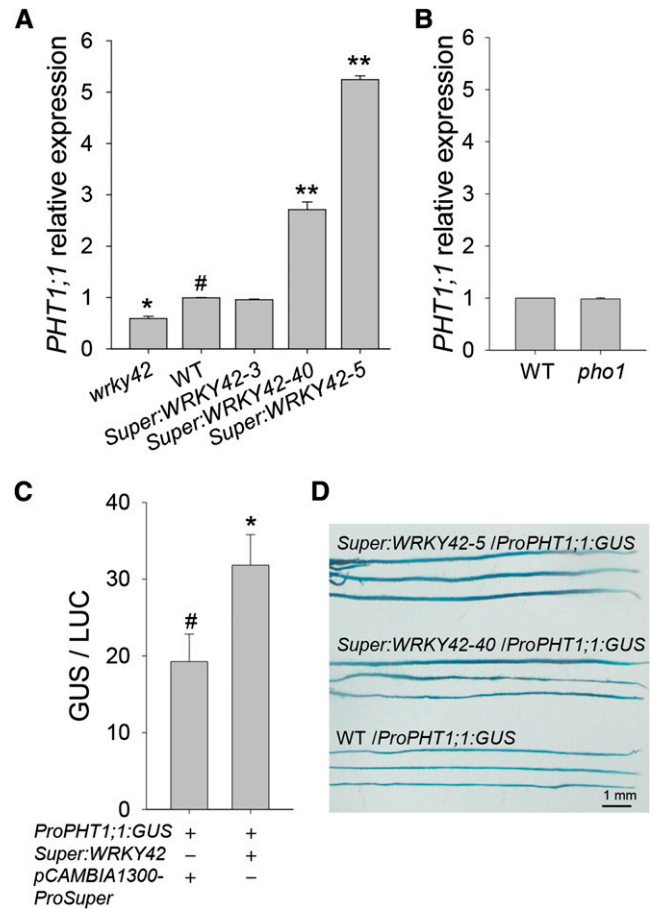 A
PHT1;1 relative expression
6
5
4
3
2
1
0
*
#
**
**
wrky42
WT
Super:WRKY42-3
Super:WRKY42-40
Super:WRKY42-5
B
PHT1;1 relative expression
6
5
4
3
2
1
0
WT
pho1
C
GUS / LUC
40
30
20
10
0
#
*
ProPHT1;1:GUS + +
Super:WRKY42 – +
pCAMBIA1300- + –
ProSuper
D
Super:WRKY42-5 /ProPHT1;1:GUS
Super:WRKY42-40 /ProPHT1;1:GUS
WT /ProPHT1;1:GUS
1 mm